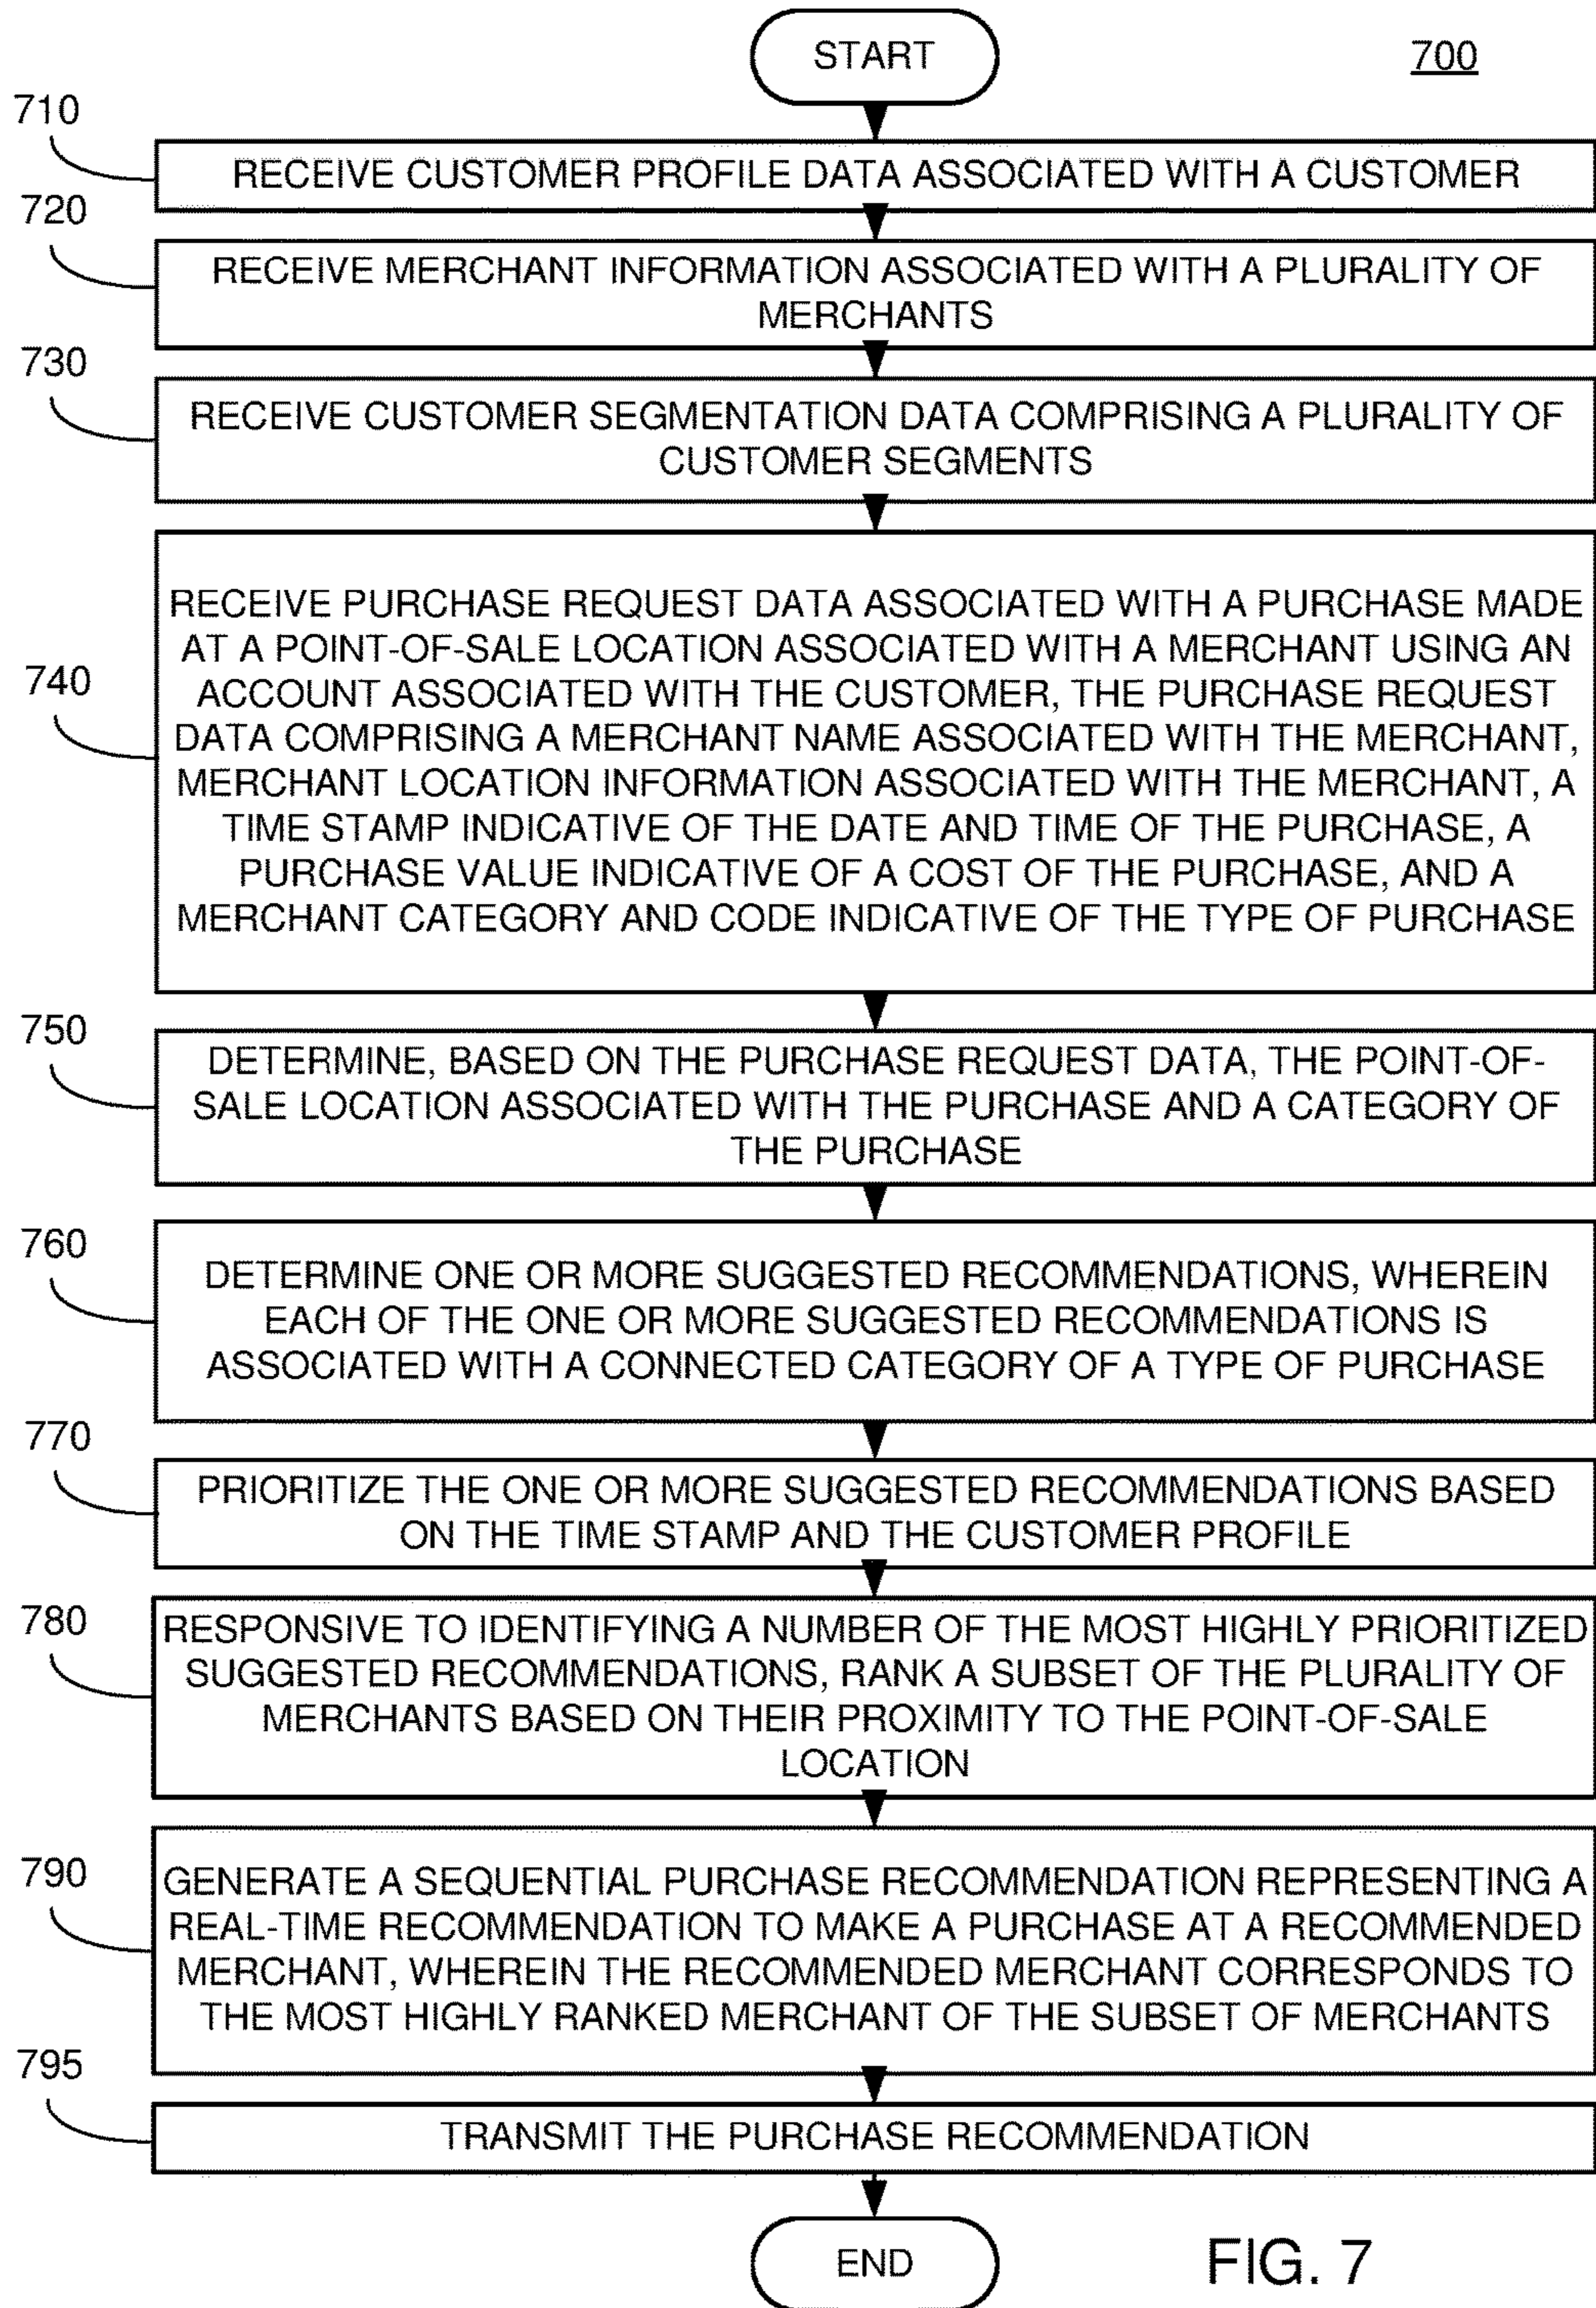 START
700
710
RECEIVE CUSTOMER PROFILE DATA ASSOCIATED WITH A CUSTOMER
720
RECEIVE MERCHANT INFORMATION ASSOCIATED WITH A PLURALITY OF
MERCHANTS
730
RECEIVE CUSTOMER SEGMENTATION DATA COMPRISING A PLURALITY OF
CUSTOMER SEGMENTS
740
RECEIVE PURCHASE REQUEST DATA ASSOCIATED WITH A PURCHASE MADE
AT A POINT-OF-SALE LOCATION ASSOCIATED WITH A MERCHANT USING AN
ACCOUNT ASSOCIATED WITH THE CUSTOMER, THE PURCHASE REQUEST
DATA COMPRISING A MERCHANT NAME ASSOCIATED WITH THE MERCHANT,
MERCHANT LOCATION INFORMATION ASSOCIATED WITH THE MERCHANT, A
TIME STAMP INDICATIVE OF THE DATE AND TIME OF THE PURCHASE, A
PURCHASE VALUE INDICATIVE OF A COST OF THE PURCHASE, AND A
MERCHANT CATEGORY AND CODE INDICATIVE OF THE TYPE OF PURCHASE
750
DETERMINE, BASED ON THE PURCHASE REQUEST DATA, THE POINT-OF-
SALE LOCATION ASSOCIATED WITH THE PURCHASE AND A CATEGORY OF
THE PURCHASE
760
DETERMINE ONE OR MORE SUGGESTED RECOMMENDATIONS, WHEREIN
EACH OF THE ONE OR MORE SUGGESTED RECOMMENDATIONS IS
ASSOCIATED WITH A CONNECTED CATEGORY OF A TYPE OF PURCHASE
770
PRIORITIZE THE ONE OR MORE SUGGESTED RECOMMENDATIONS BASED
ON THE TIME STAMP AND THE CUSTOMER PROFILE
780
RESPONSIVE TO IDENTIFYING A NUMBER OF THE MOST HIGHLY PRIORITIZED
SUGGESTED RECOMMENDATIONS, RANK A SUBSET OF THE PLURALITY OF
MERCHANTS BASED ON THEIR PROXIMITY TO THE POINT-OF-SALE
LOCATION
790
GENERATE A SEQUENTIAL PURCHASE RECOMMENDATION REPRESENTING A
REAL-TIME RECOMMENDATION TO MAKE A PURCHASE AT A RECOMMENDED
MERCHANT, WHEREIN THE RECOMMENDED MERCHANT CORRESPONDS TO
THE MOST HIGHLY RANKED MERCHANT OF THE SUBSET OF MERCHANTS
795
TRANSMIT THE PURCHASE RECOMMENDATION
END
FIG. 7